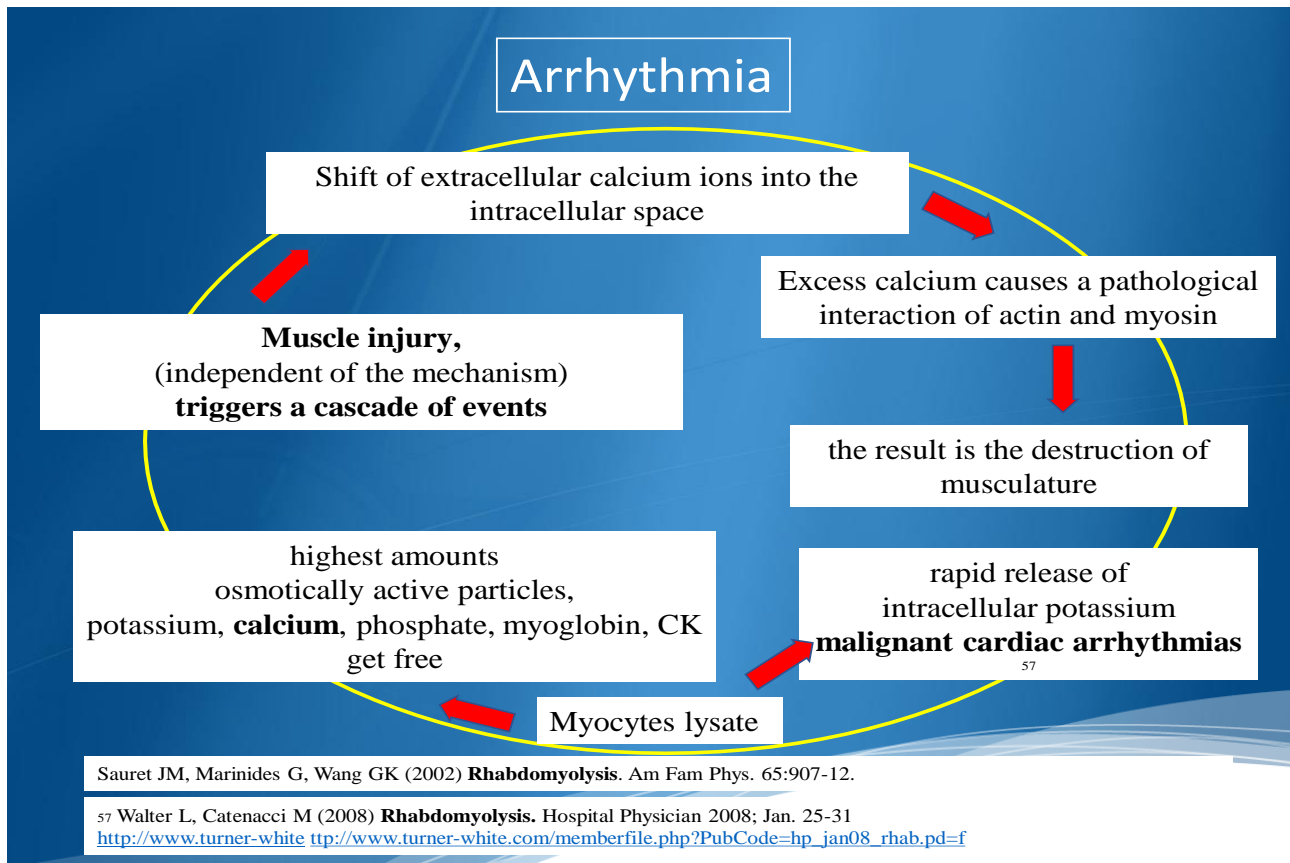 Arrhythmia
Shift of extracellular calcium ions into the
intracellular space
Excess calcium causes a pathological
interaction of actin and myosin
Muscle injury,
(independent of the mechanism)
triggers a cascade of events
the result is the destruction of
musculature
highest amounts
osmotically active particles,
potassium, calcium, phosphate, myoglobin, CK
get free
rapid release of
intracellular potassium
malignant cardiac arrhythmias
57
Myocytes lysate
Sauret JM, Marinides G, Wang GK (2002) Rhabdomyolysis. Am Fam Phys. 65:907-12.
57 Walter L, Catenacci M (2008) Rhabdomyolysis. Hospital Physician 2008; Jan. 25-31
http://www.turner-white ttp://www.turner-white.com/memberfile.php?PubCode=hp_jan08_rhab.pd=f